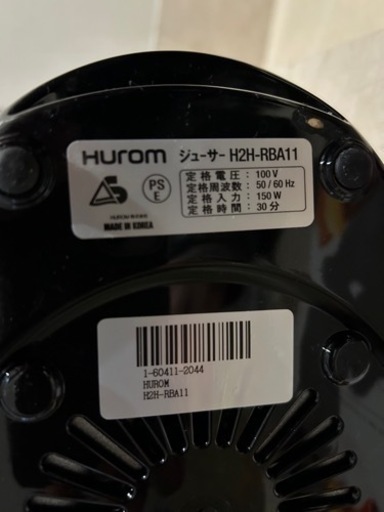 HUROM ジューサー H2H-RBA11
定格電圧：100 V
定格周波数：50 / 60 Hz
定格入力：150 W
定格時間：30 分
PS
E
MADE IN KOREA
1-60411-2044
HUROM
H2H-RBA11